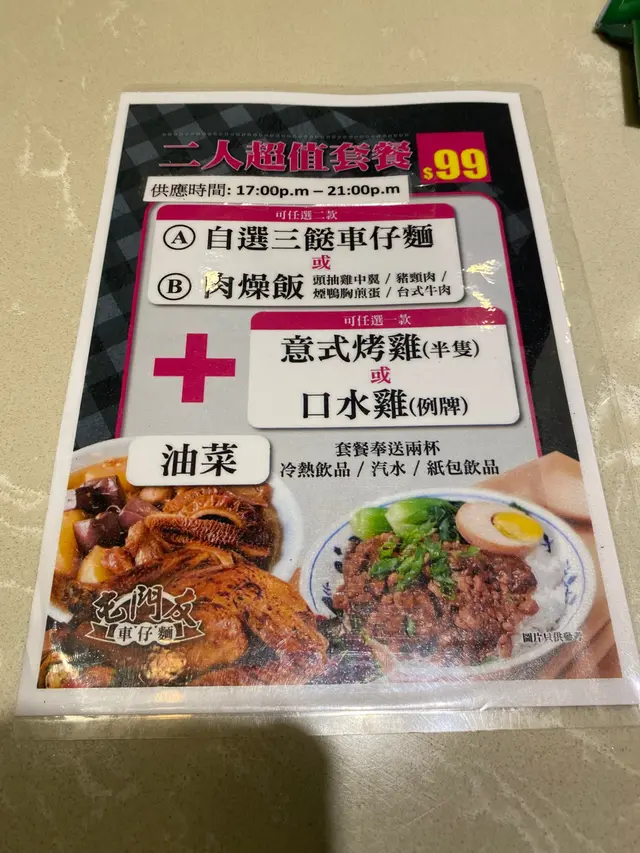 二人超值套餐
$99
供應時間: 17:00p.m – 21:00p.m
可任選二款
A 自選三餸車仔麵
或
B 肉燥飯 頭抽雞中翼 / 豬頸肉 /
煙鴨胸煎蛋 / 台式牛肉
+
可任選一款
意式烤雞(半隻)
或
口水雞(例牌)
油菜
套餐奉送兩杯
冷熱飲品 / 汽水 / 紙包飲品
屯門友
車仔麵
圖片只供參考